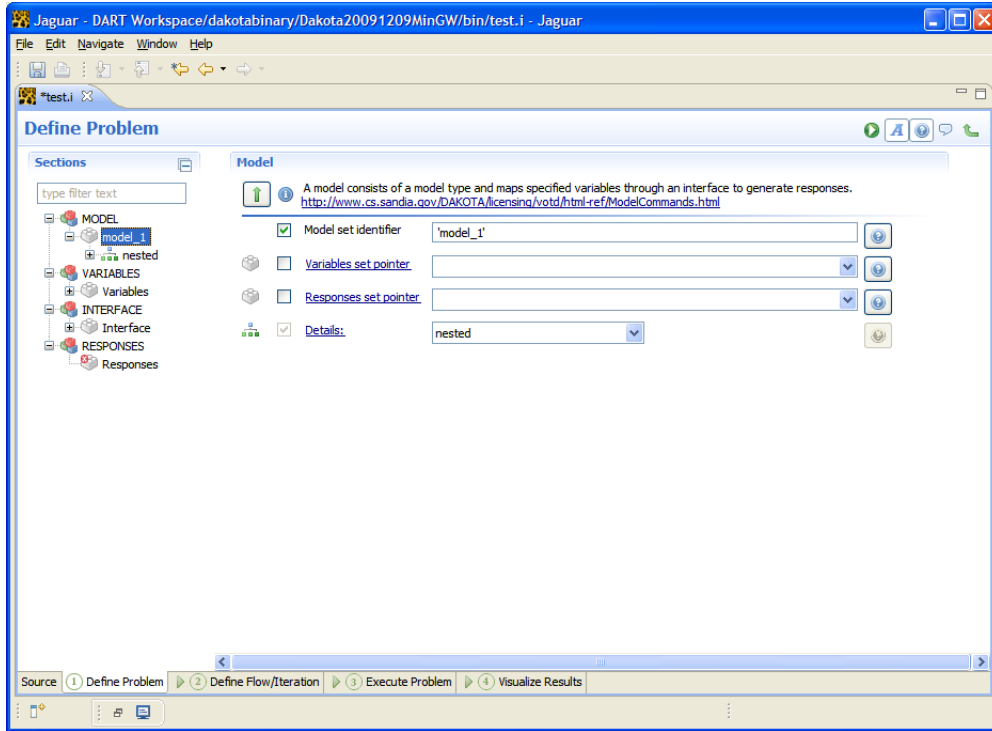 Jaguar - DART Workspace/dakotabinary/Dakota20091209MinGW/bin/test.i - Jaguar
File Edit Navigate Window Help
*test.i
Define Problem
Sections
type filter text
MODEL
model_1
nested
VARIABLES
Variables
INTERFACE
Interface
RESPONSES
Responses
Model
A model consists of a model type and maps specified variables through an interface to generate responses.
http://www.cs.sandia.gov/DAKOTA/licensing/votd/html-ref/ModelCommands.html
Model set identifier 'model_1'
Variables set pointer
Responses set pointer
Details: nested
Source 1 Define Problem 2 Define Flow/Iteration 3 Execute Problem 4 Visualize Results